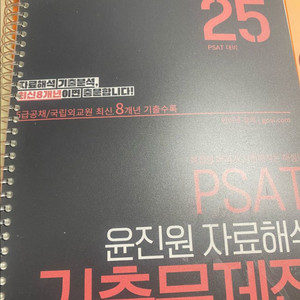 25
PSAT 대비
자료해석 기출분석,
최신8개년이면 충분합니다!
5급공채/국립외교원 최신 8개년 기출수록
PSAT
윤진원 자료해석
기출문제집